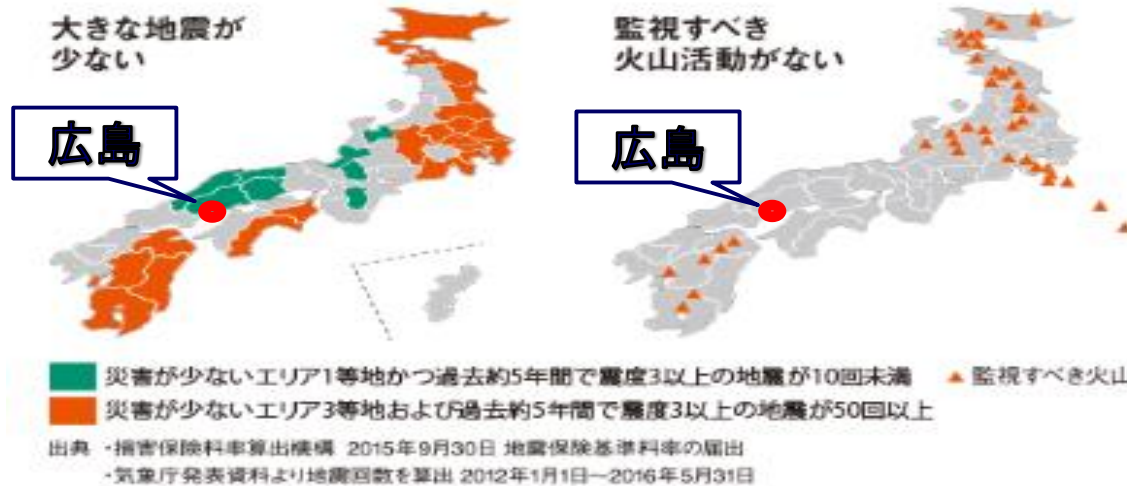 大きな地震が
少ない
広島
監視すべき
火山活動がない
広島
災害が少ないエリア1等地かつ過去約5年間で震度3以上の地震が10回未満
災害が少ないエリア3等地および過去約5年間で震度3以上の地震が50回以上
▲ 監視すべき火山
出典 ・損害保険料率算出機構 2015年9月30日 地震保険基準料率の届出
・気象庁発表資料より地震回数を算出 2012年1月1日〜2016年5月31日